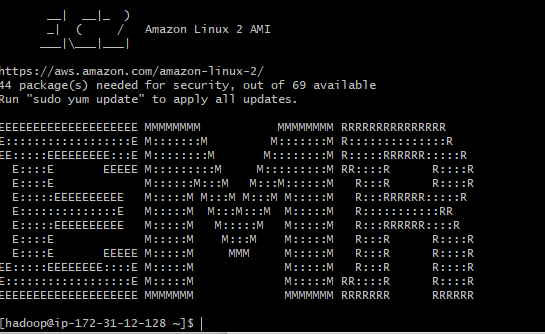 __|  __|_  )
       _|  (     /   Amazon Linux 2 AMI
      ___|\___|___|

https://aws.amazon.com/amazon-linux-2/
44 package(s) needed for security, out of 69 available
Run "sudo yum update" to apply all updates.

EEEEEEEEEEEEEEEEEEEE MMMMMMMM           MMMMMMMM RRRRRRRRRRRRRRR
E::::::::::::::::::E M:::::::M         M:::::::M R::::::::::::::R
EE:::::EEEEEEEEE:::E M::::::::M       M::::::::M R:::::RRRRRR:::::R
  E::::E       EEEEE M:::::::::M     M:::::::::M RR::::R      R::::R
  E::::E             M::::::M:::M   M:::M::::::M   R:::R      R::::R
  E:::::EEEEEEEEEE   M:::::M M:::M M:::M M:::::M   R:::RRRRRR:::::R
  E::::::::::::::E   M:::::M  M:::M:::M  M:::::M   R:::::::::::RR
  E:::::EEEEEEEEEE   M:::::M   M:::::M   M:::::M   R:::RRRRRR::::R
  E::::E             M:::::M    M:::M    M:::::M   R:::R      R::::R
  E::::E       EEEEE M:::::M     MMM     M:::::M   R:::R      R::::R
EE:::::EEEEEEEE::::E M:::::M             M:::::M   R:::R      R::::R
E::::::::::::::::::E M:::::M             M:::::M RR::::R      R::::R
EEEEEEEEEEEEEEEEEEEE MMMMMMM             MMMMMMM RRRRRRR      RRRRRR

[hadoop@ip-172-31-12-128 ~]$